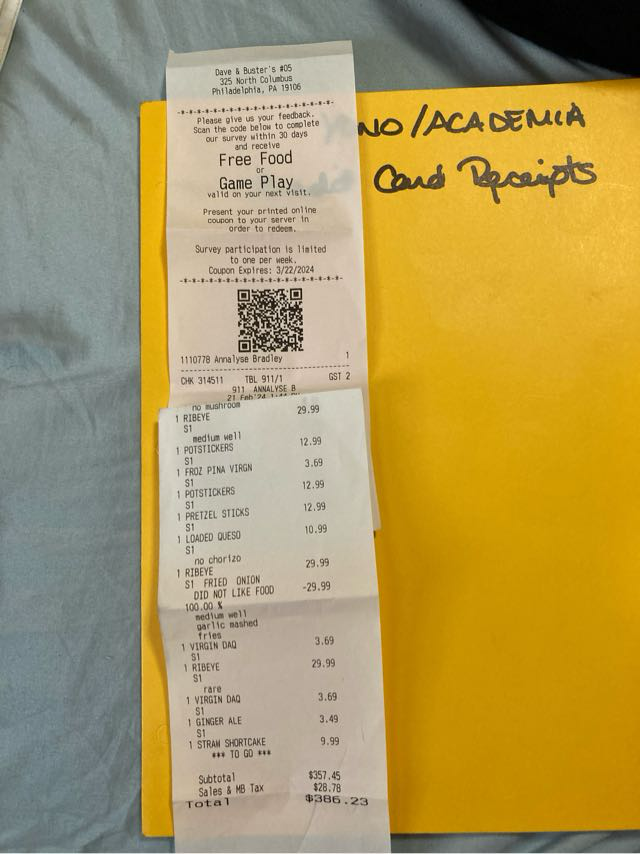 Dave & Buster's #05
325 North Columbus
Philadelphia, PA 19106
-*-*-*-*-*-*-*-*-*-*-*-*-*-*-*-*-*-*-
Please give us your feedback.
Scan the code below to complete
our survey within 30 days
and receive
Free Food
or
Game Play
valid on your next visit.
Present your printed online
coupon to your server in
order to redeem.
Survey participation is limited
to one per week.
Coupon Expires: 3/22/2024
-*-*-*-*-*-*-*-*-*-*-*-*-*-*-*-*-*-*-
1110778 Annalyse Bradley 1
CHK 314511 TBL 911/1 GST 2
911 ANNALYSE B
21 Feb'24
no mushroom
1 RIBEYE 29.99
S1
medium well
1 POTSTICKERS 12.99
S1
1 FROZ PINA VIRGN 3.69
S1
1 POTSTICKERS 12.99
S1
1 PRETZEL STICKS 12.99
S1
1 LOADED QUESO 10.99
S1
no chorizo
1 RIBEYE 29.99
S1 FRIED ONION
DID NOT LIKE FOOD -29.99
100.00 %
medium well
garlic mashed
fries
1 VIRGIN DAQ 3.69
S1
1 RIBEYE 29.99
S1
rare
1 VIRGIN DAQ 3.69
S1
1 GINGER ALE 3.49
S1
1 STRAW SHORTCAKE 9.99
*** TO GO ***
Subtotal $357.45
Sales & MB Tax $28.78
Total $386.23
NO/ACADEMIA
Card Receipts